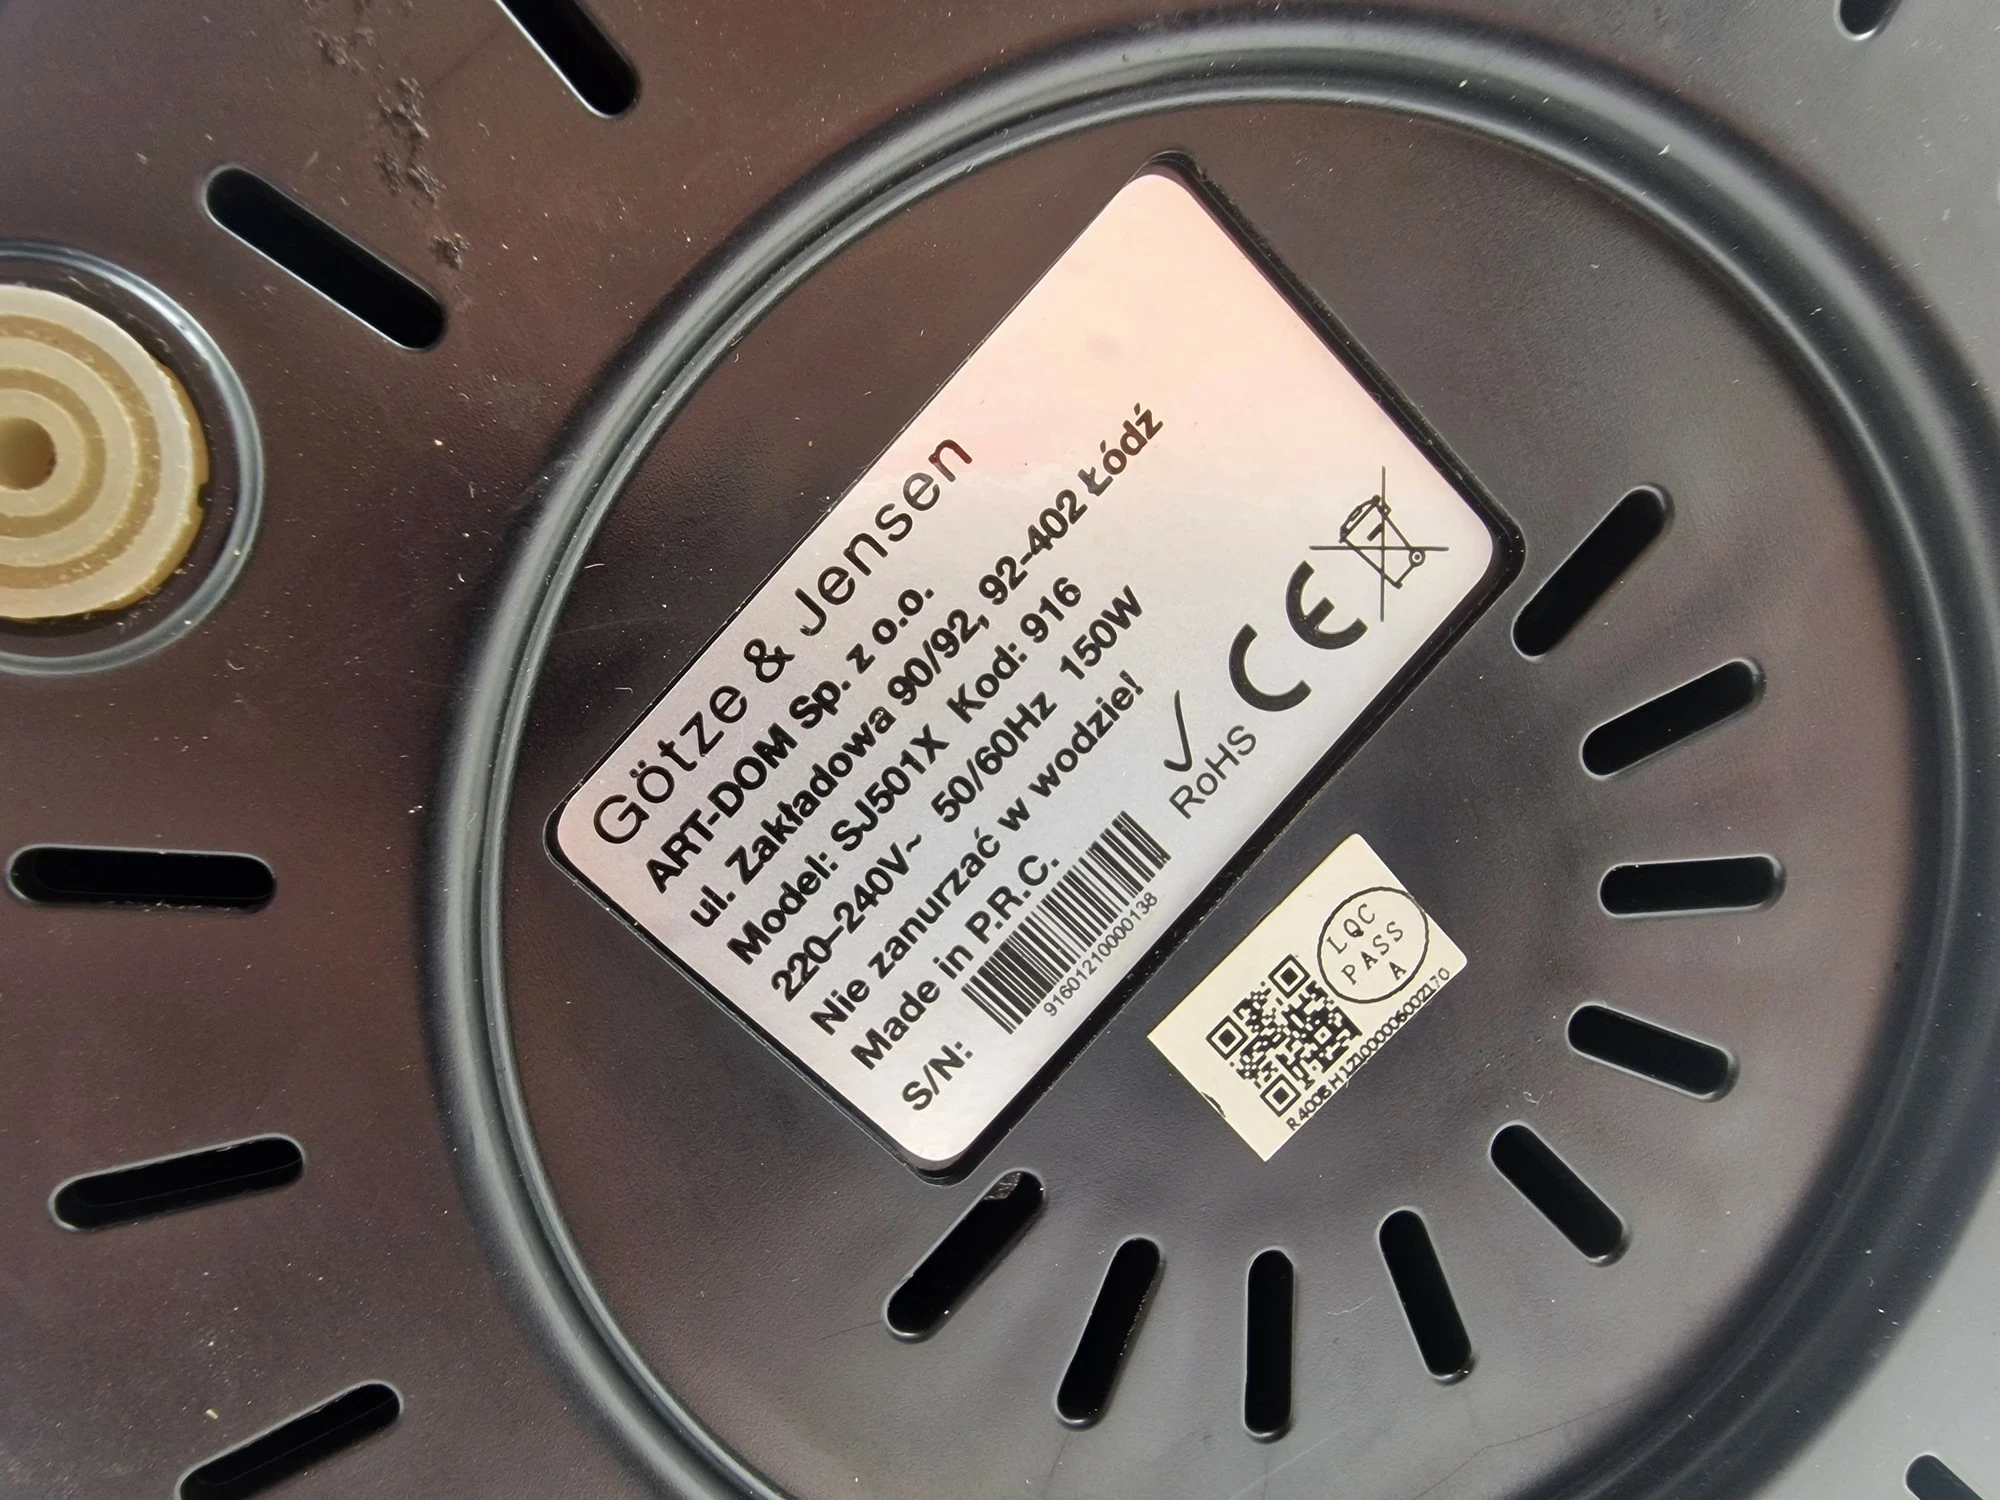 Götze & Jensen
ART-DOM Sp. z o.o.
ul. Zakładowa 90/92, 92-402 Łódź
Model: SJ501X Kod: 916
220–240V~ 50/60Hz 150W
Nie zanurzać w wodzie!
Made in P.R.C.
S/N:
9160121000138
RoHS
CE
LQC
PASS
A
R4008H121000006002170